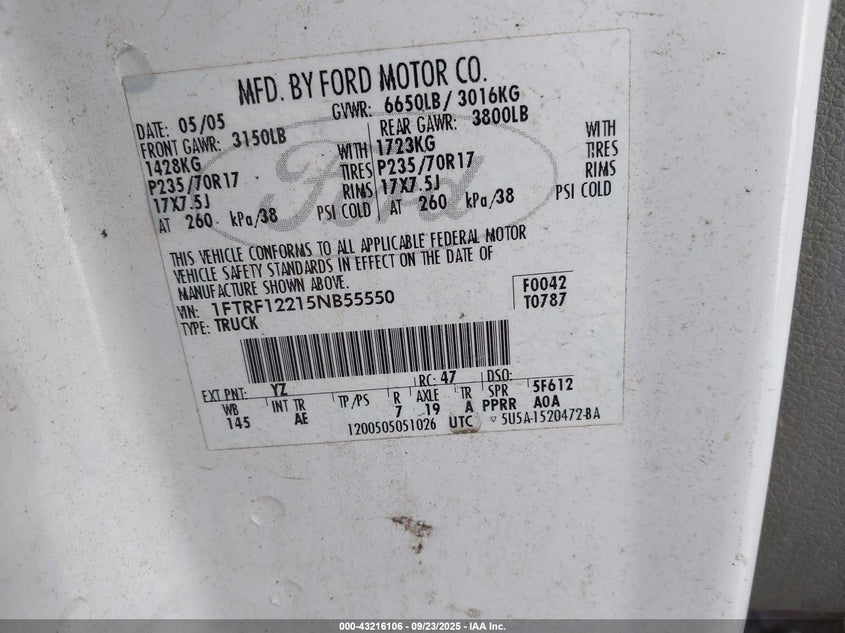 MFD. BY FORD MOTOR CO.
DATE: 05/05 GVWR: 6650LB/ 3016KG
FRONT GAWR: 3150LB REAR GAWR: 3800LB
1428KG WITH 1723KG WITH
P235/70R17 TIRES P235/70R17 TIRES
17X7.5J RIMS 17X7.5J RIMS
AT 260 kPa/38 PSI COLD AT 260 kPa/38 PSI COLD
Ford
THIS VEHICLE CONFORMS TO ALL APPLICABLE FEDERAL MOTOR
VEHICLE SAFETY STANDARDS IN EFFECT ON THE DATE OF
MANUFACTURE SHOWN ABOVE.
VIN: 1FTRF12215NB55550 F0042
TYPE: TRUCK T0787
EXT PNT: YZ RC: 47 DSO:
WB INT TR TP/PS R AXLE TR SPR 5F612
145 AE 7 19 A PPRR A0A
1200505051026 UTC ▽ 5U5A-1520472-BA
000-43216106 - 09/23/2025 - IAA Inc.